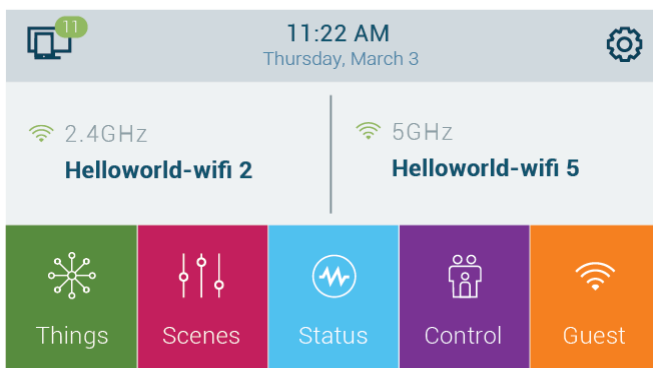 11
11:22 AM
Thursday, March 3
2.4GHz
Helloworld-wifi 2
5GHz
Helloworld-wifi 5
Things
Scenes
Status
Control
Guest